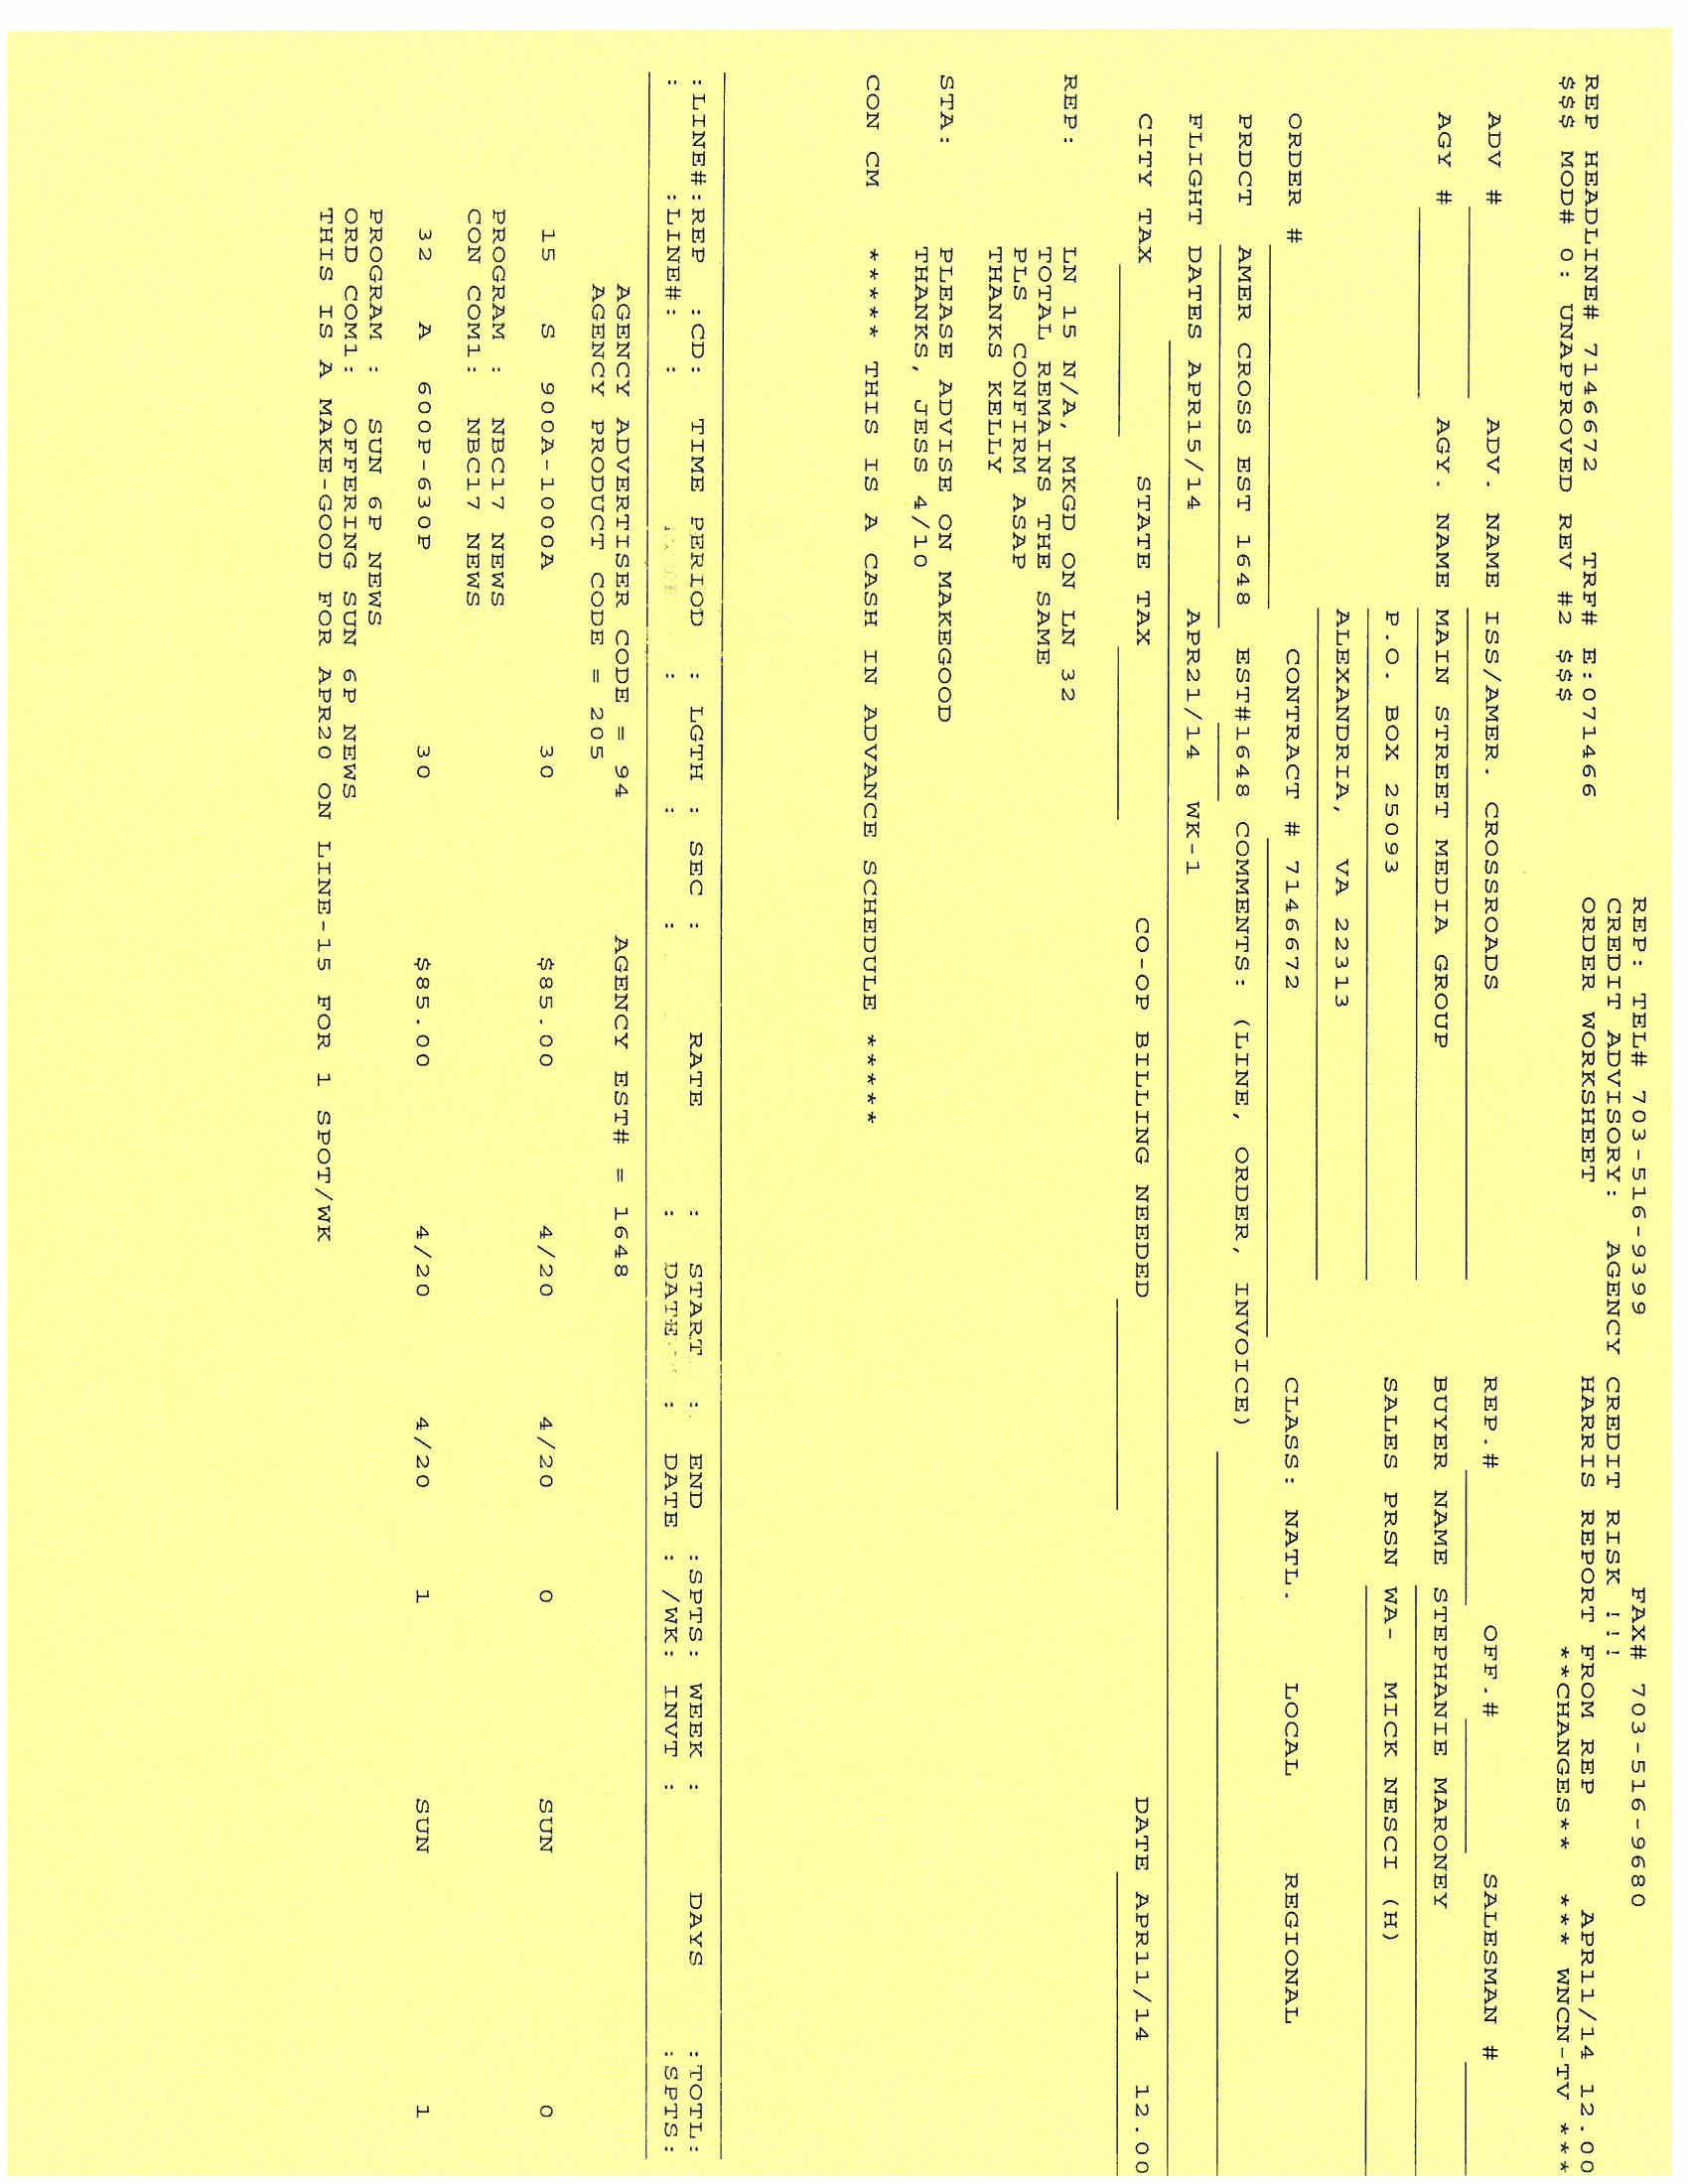 REP: TEL# 703-516-9399 FAX# 703-516-9680
CREDIT ADVISORY: AGENCY CREDIT RISK !!!
REP HEADLINE# 7146672 TRF# E:071466 ORDER WORKSHEET HARRIS REPORT FROM REP APR11/14 12.00
$$$ MOD# 0: UNAPPROVED REV #2 $$$ **CHANGES** *** WNCN-TV ***
ADV # ADV. NAME ISS/AMER. CROSSROADS REP.# OFF.# SALESMAN #
AGY # AGY. NAME MAIN STREET MEDIA GROUP BUYER NAME STEPHANIE MARONEY
P.O. BOX 25093 SALES PRSN WA- MICK NESCI (H)
ALEXANDRIA, VA 22313
ORDER # CONTRACT # 7146672 CLASS: NATL. LOCAL REGIONAL
PRDCT AMER CROSS EST 1648 EST#1648 COMMENTS: (LINE, ORDER, INVOICE)
FLIGHT DATES APR15/14 APR21/14 WK-1
CITY TAX STATE TAX CO-OP BILLING NEEDED DATE APR11/14 12.00
REP: LN 15 N/A, MKGD ON LN 32
TOTAL REMAINS THE SAME
PLS CONFIRM ASAP
THANKS KELLY
STA: PLEASE ADVISE ON MAKEGOOD
THANKS, JESS 4/10
CON CM ***** THIS IS A CASH IN ADVANCE SCHEDULE *****
:LINE#:REP :CD: TIME PERIOD : LGTH : SEC : RATE : START : END :SPTS: WEEK : DAYS :TOTL:
: :LINE#: : : : : : DATE : DATE : /WK: INVT : :SPTS:
AGENCY ADVERTISER CODE = 94 AGENCY EST# = 1648
AGENCY PRODUCT CODE = 205
15 S 900A-1000A 30 $85.00 4/20 4/20 0 SUN 0
PROGRAM : NBC17 NEWS
CON COM1: NBC17 NEWS
32 A 600P-630P 30 $85.00 4/20 4/20 1 SUN 1
PROGRAM : SUN 6P NEWS
ORD COM1: OFFERING SUN 6P NEWS
THIS IS A MAKE-GOOD FOR APR20 ON LINE-15 FOR 1 SPOT/WK